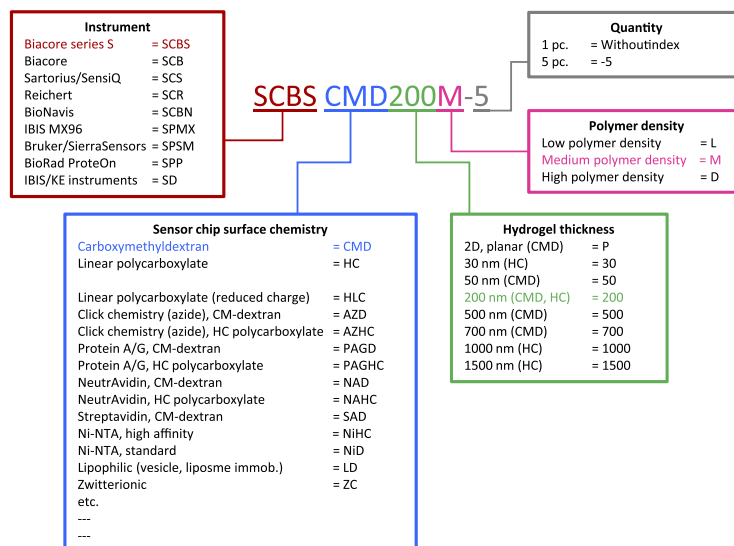 Instrument
Biacore series S = SCBS
Biacore = SCB
Sartorius/SensiQ = SCS
Reichert = SCR
BioNavis = SCBN
IBIS MX96 = SPMX
Bruker/SierraSensors = SPSM
BioRad ProteOn = SPP
IBIS/KE instruments = SD
SCBS CMD200M-5
Quantity
1 pc. = Withoutindex
5 pc. = -5
Polymer density
Low polymer density = L
Medium polymer density = M
High polymer density = D
Sensor chip surface chemistry
Carboxymethyldextran = CMD
Linear polycarboxylate = HC
Linear polycarboxylate (reduced charge) = HLC
Click chemistry (azide), CM-dextran = AZD
Click chemistry (azide), HC polycarboxylate = AZHC
Protein A/G, CM-dextran = PAGD
Protein A/G, HC polycarboxylate = PAGHC
NeutrAvidin, CM-dextran = NAD
NeutrAvidin, HC polycarboxylate = NAHC
Streptavidin, CM-dextran = SAD
Ni-NTA, high affinity = NiHC
Ni-NTA, standard = NiD
Lipophilic (vesicle, liposme immob.) = LD
Zwitterionic = ZC
etc.
---
---
Hydrogel thickness
2D, planar (CMD) = P
30 nm (HC) = 30
50 nm (CMD) = 50
200 nm (CMD, HC) = 200
500 nm (CMD) = 500
700 nm (CMD) = 700
1000 nm (HC) = 1000
1500 nm (HC) = 1500